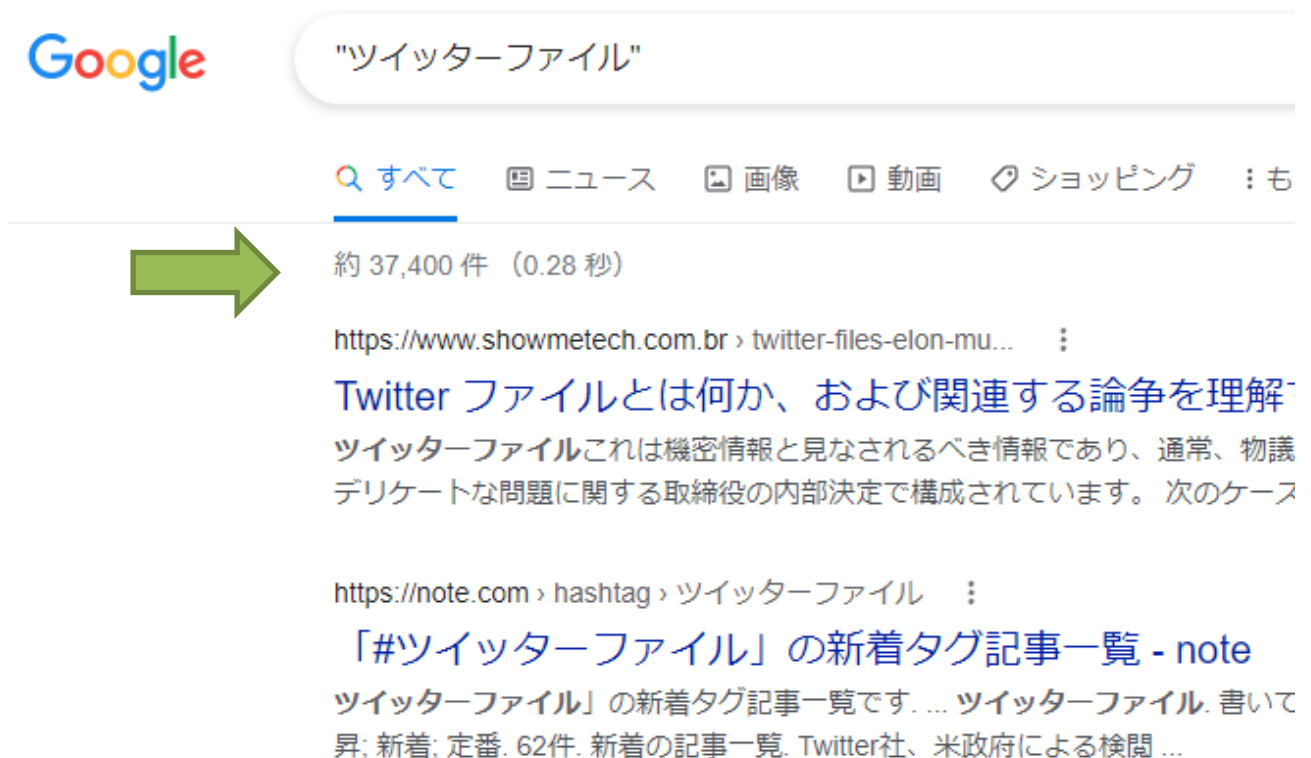 Google
"ツイッターファイル"
すべて ニュース 画像 動画 ショッピング も
約 37,400 件 (0.28 秒)
https://www.showmetech.com.br › twitter-files-elon-mu...
Twitter ファイルとは何か、および関連する論争を理解
ツイッターファイルこれは機密情報と見なされるべき情報であり、通常、物議
デリケートな問題に関する取締役の内部決定で構成されています。 次のケース
https://note.com › hashtag › ツイッターファイル
「#ツイッターファイル」の新着タグ記事一覧 - note
ツイッターファイル」の新着タグ記事一覧です. ... ツイッターファイル. 書いて
昇; 新着; 定番. 62件. 新着の記事一覧. Twitter社、米政府による検閲 ...